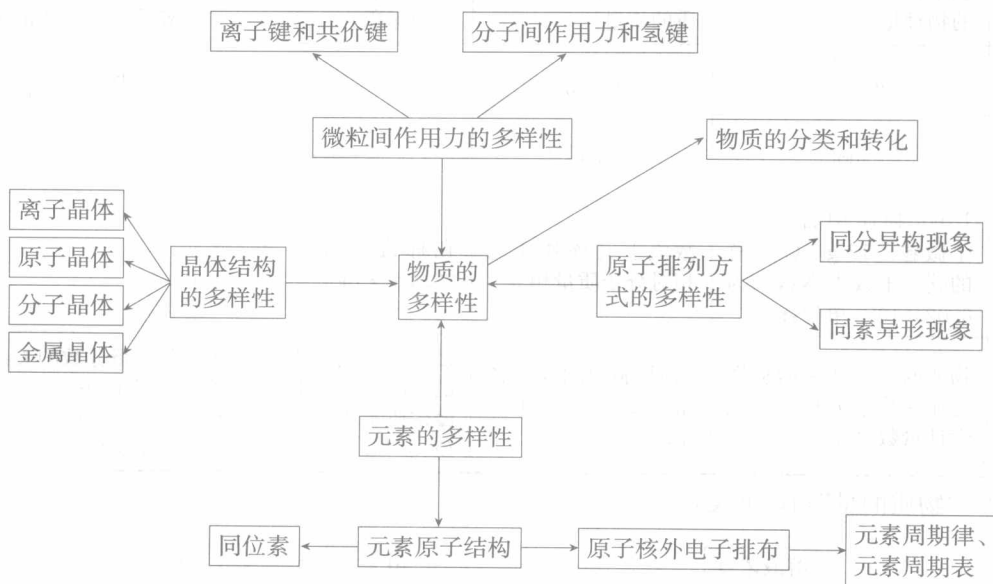 离子键和共价键
分子间作用力和氢键
微粒间作用力的多样性
物质的分类和转化
离子晶体
原子晶体
分子晶体
金属晶体
晶体结构
的多样性
物质的
多样性
原子排列方
式的多样性
同分异构现象
同素异形现象
元素的多样性
同位素
元素原子结构
原子核外电子排布
元素周期律、
元素周期表